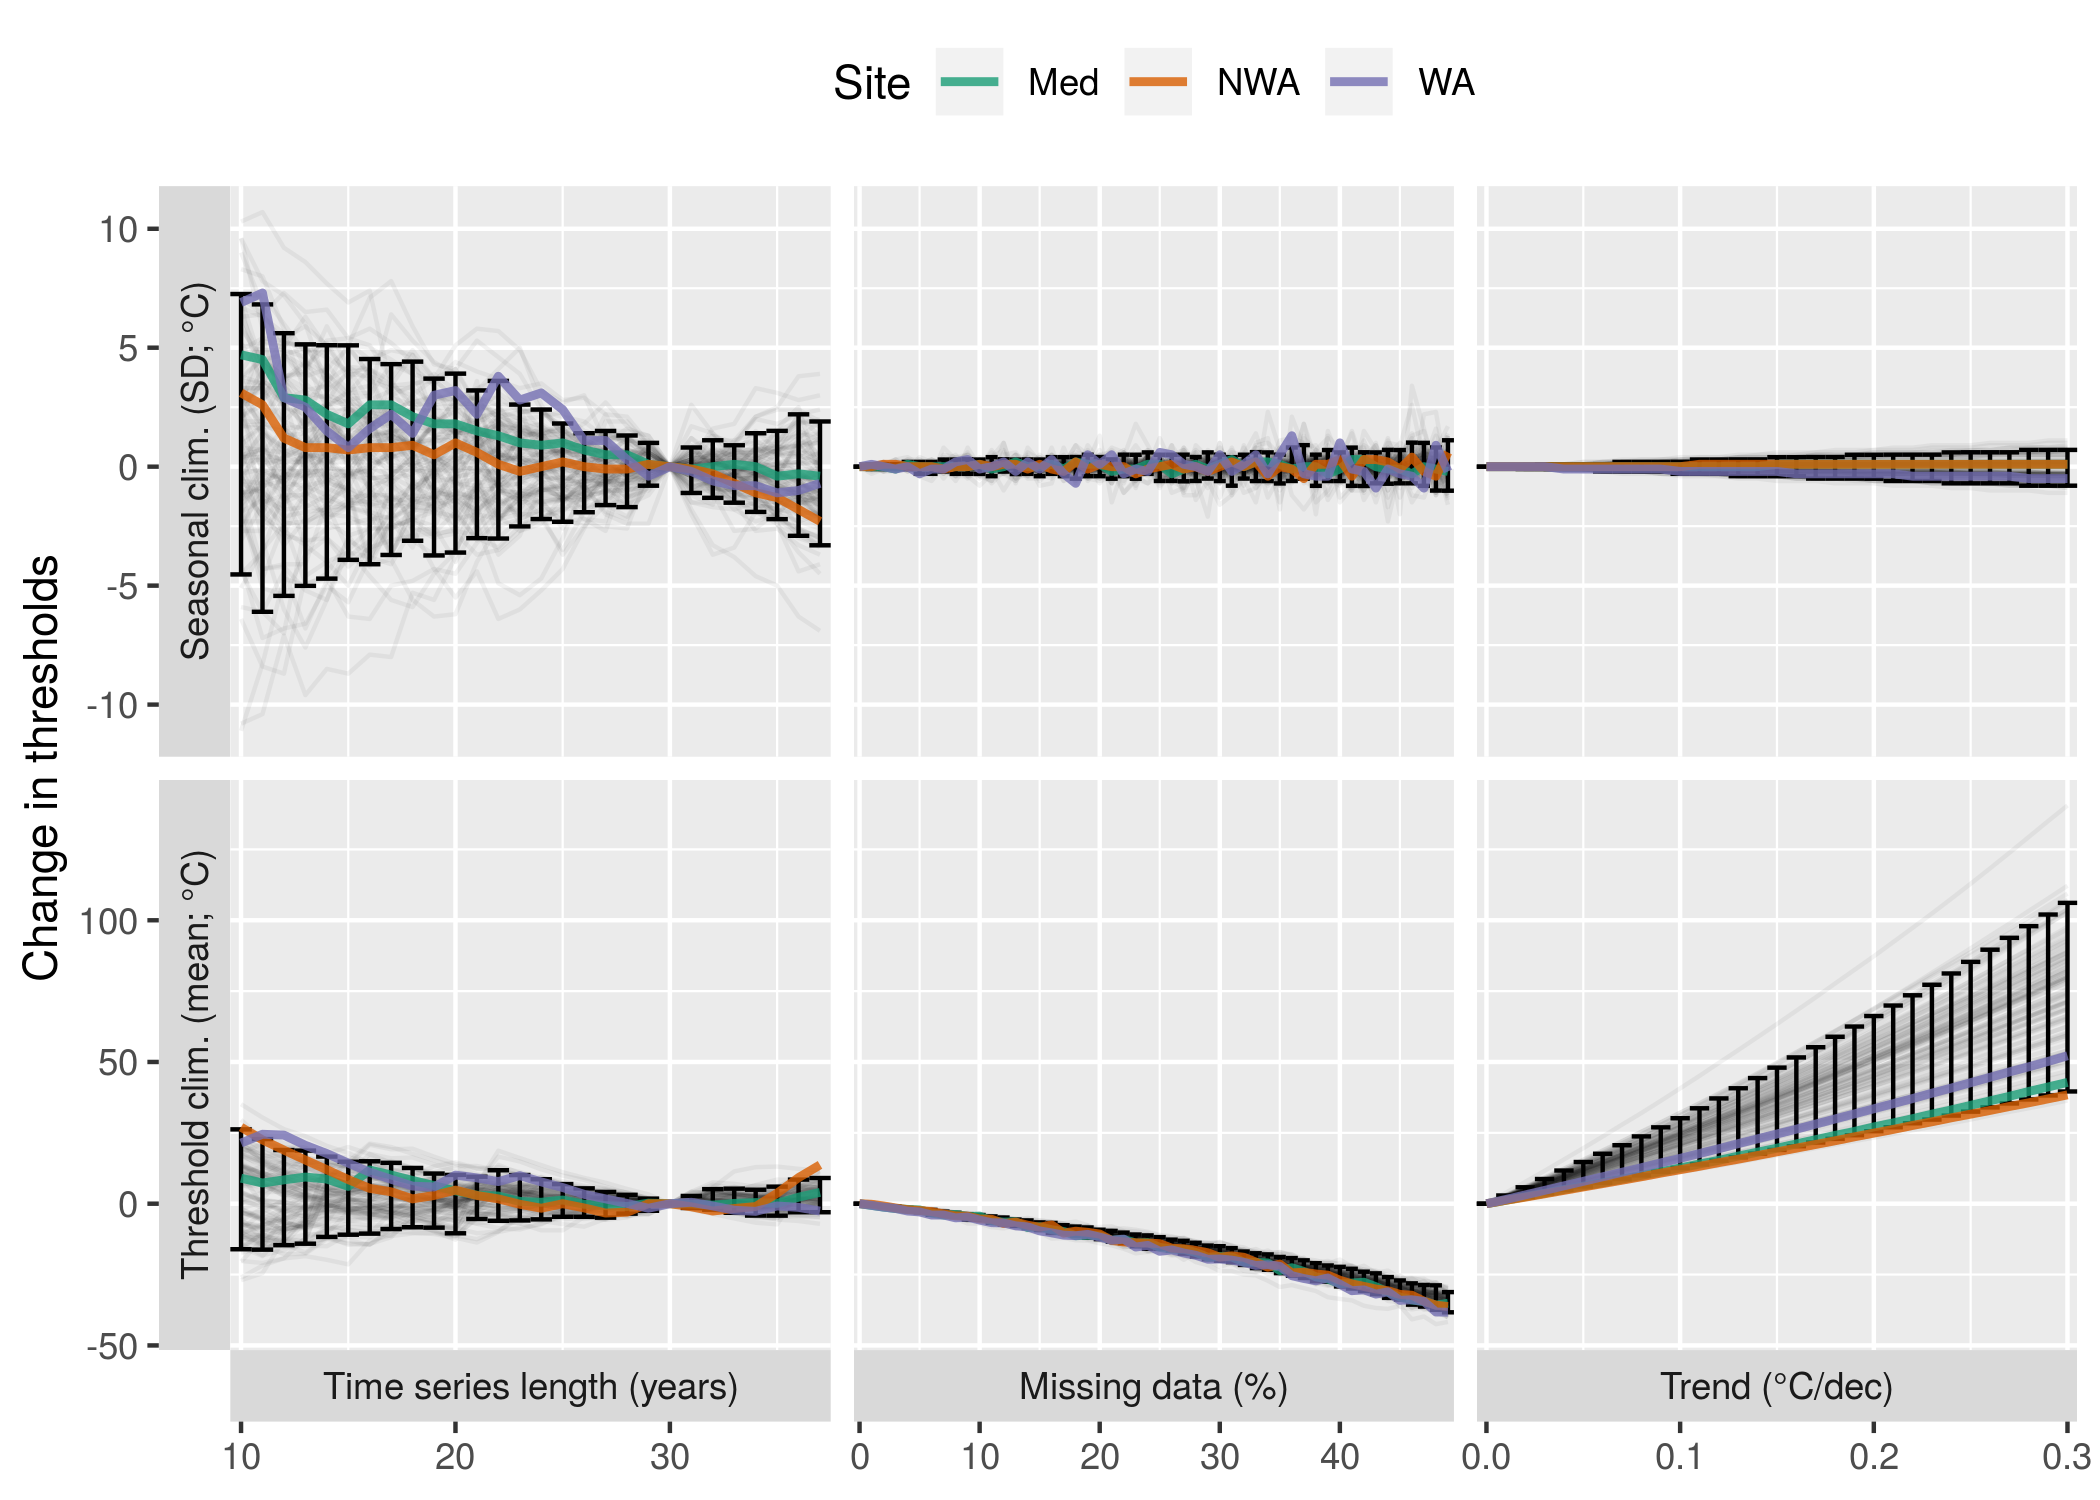 Site Med NWA WA
Change in thresholds
Seasonal clim. (SD; °C)
10
5
0
-5
-10
Threshold clim. (mean; °C)
100
50
0
-50
Time series length (years) Missing data (%) Trend (°C/dec)
10 20 30 0 10 20 30 40 0.0 0.1 0.2 0.3